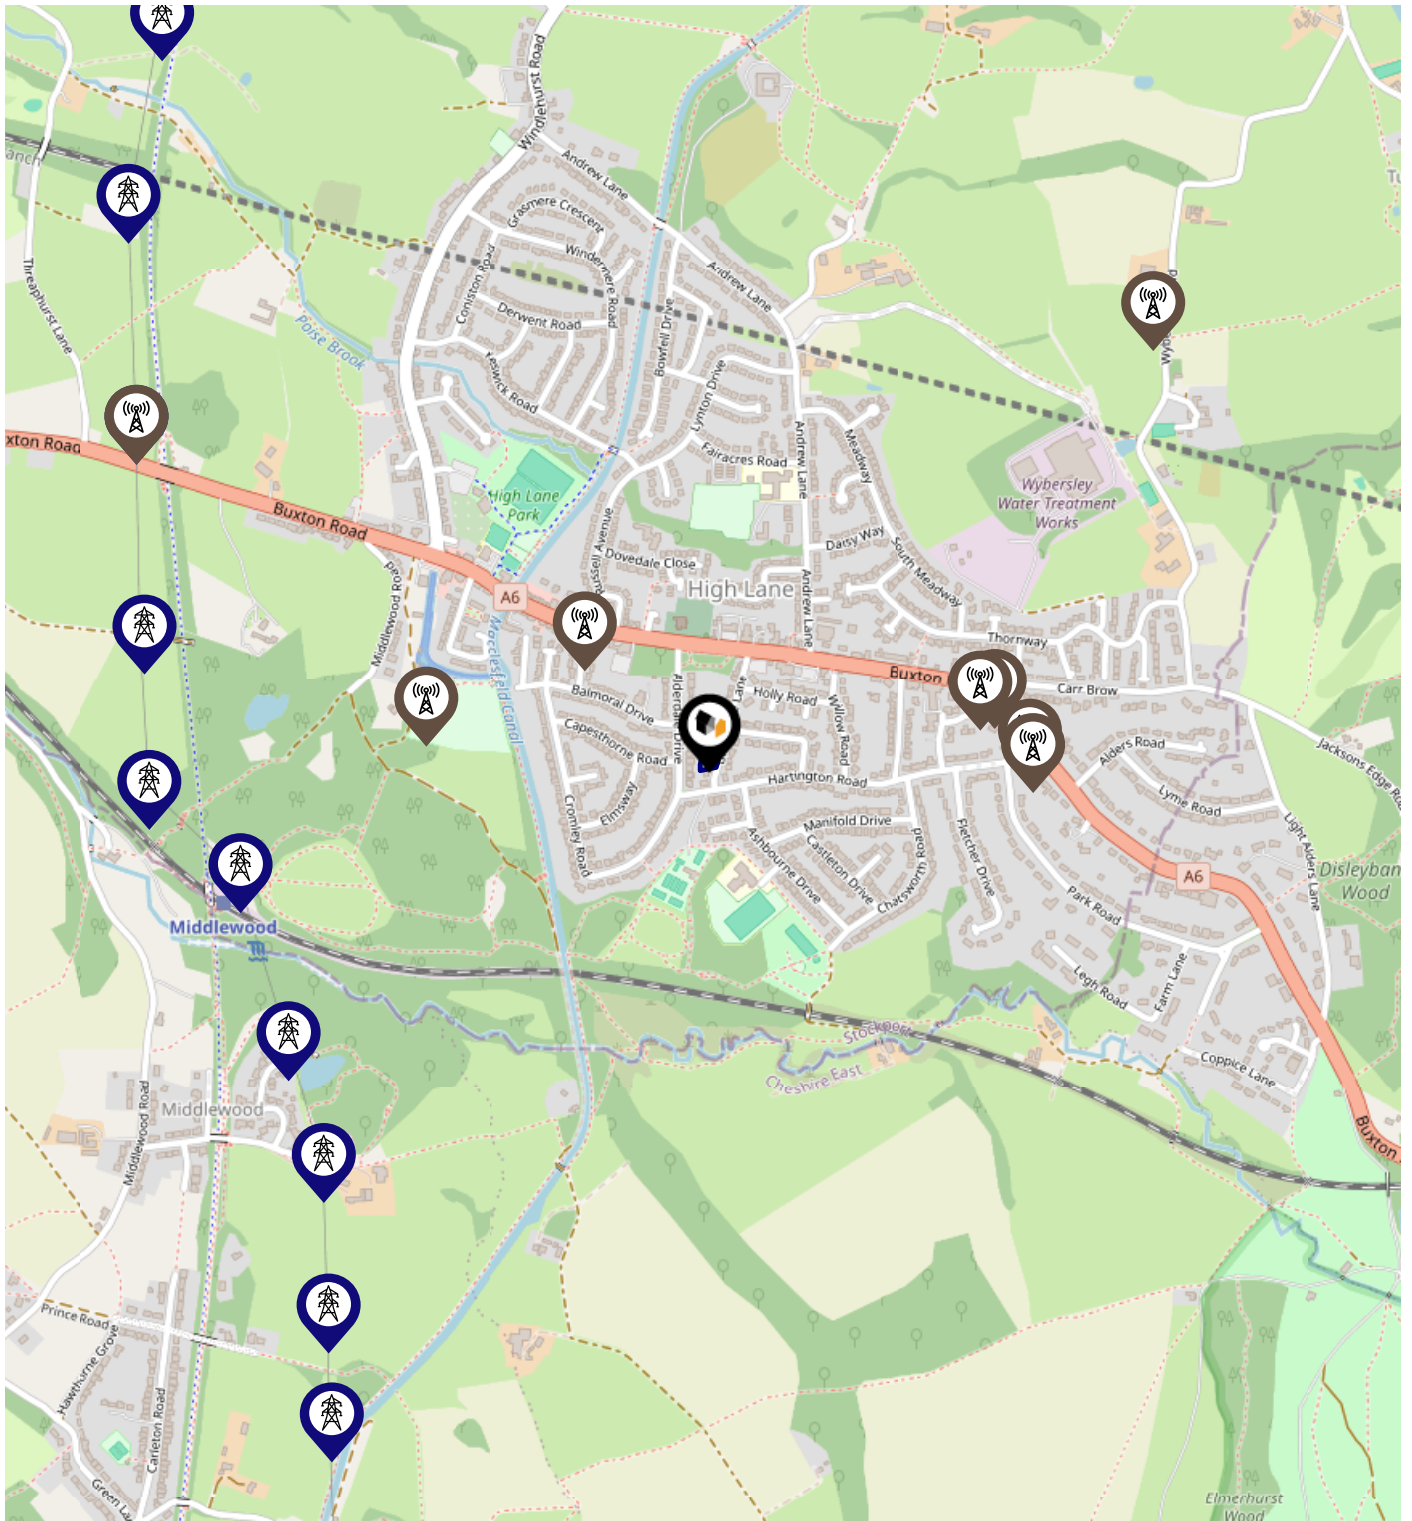 Windlehurst Road
Andrew Lane
Grasmere Crescent
Windermere Road
Coniston Road
Andrew Lane
Derwent Road
Bowfell Drive
Threaphurst Lane
Poise Brook
Keswick Road
Lynton Drive
Andrew Lane
Meadway
Fairacres Road
xton Road
High Lane
Park
Wybersley
Water Treatment
Works
Buxton Road
Daisy Way
Dovedale Close
South Meadway
High Lane
A6
Andrew Lane
Middlewood Road
Macclesfield Canal
Thornway
Buxton
Carr Brow
Balmoral Drive
Holly Road
Willow Road
Capesthorne Road
Hartington Road
Alders Road
Jacksons Edge Road
Lyme Road
Elmsway
Cromley Road
Manifold Drive
Ashbourne Drive
Castleton Drive
Chatsworth Road
Fletcher Drive
Light Alders Lane
A6
Disleyban
Wood
Park Road
Middlewood
Legh Road
Farm Lane
Stockport
Cheshire East
Coppice Lane
Middlewood
Middlewood Road
Buxton
Prince Road
Hawthorne Grove
Carleton Road
Green La
Elmerhurst
Wood